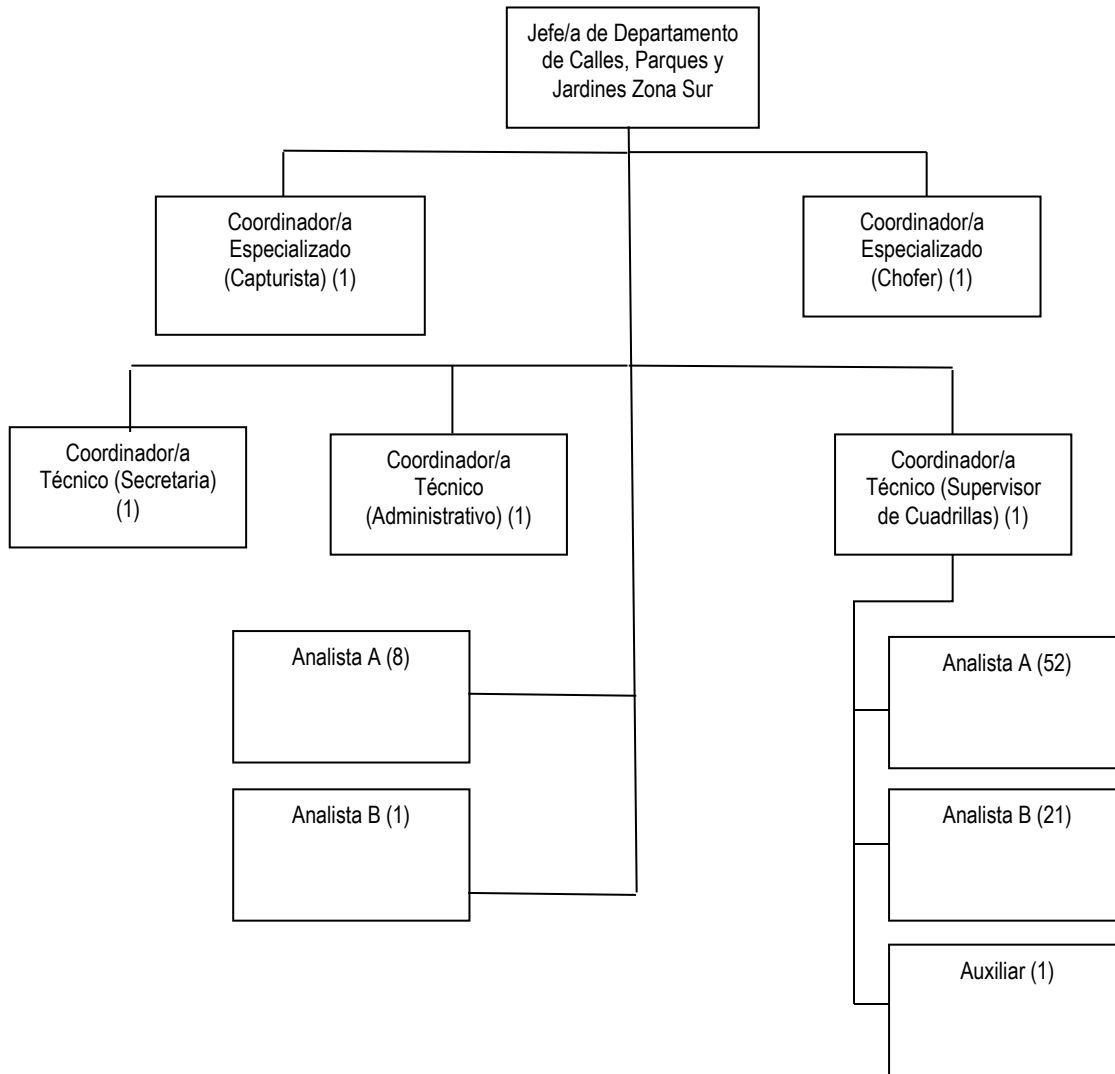 Jefe/a de Departamento
de Calles, Parques y
Jardines Zona Sur
Coordinador/a
Especializado
(Capturista) (1)
Coordinador/a
Especializado
(Chofer) (1)
Coordinador/a
Técnico (Secretaria)
(1)
Coordinador/a
Técnico
(Administrativo) (1)
Coordinador/a
Técnico (Supervisor
de Cuadrillas) (1)
Analista A (8)
Analista B (1)
Analista A (52)
Analista B (21)
Auxiliar (1)